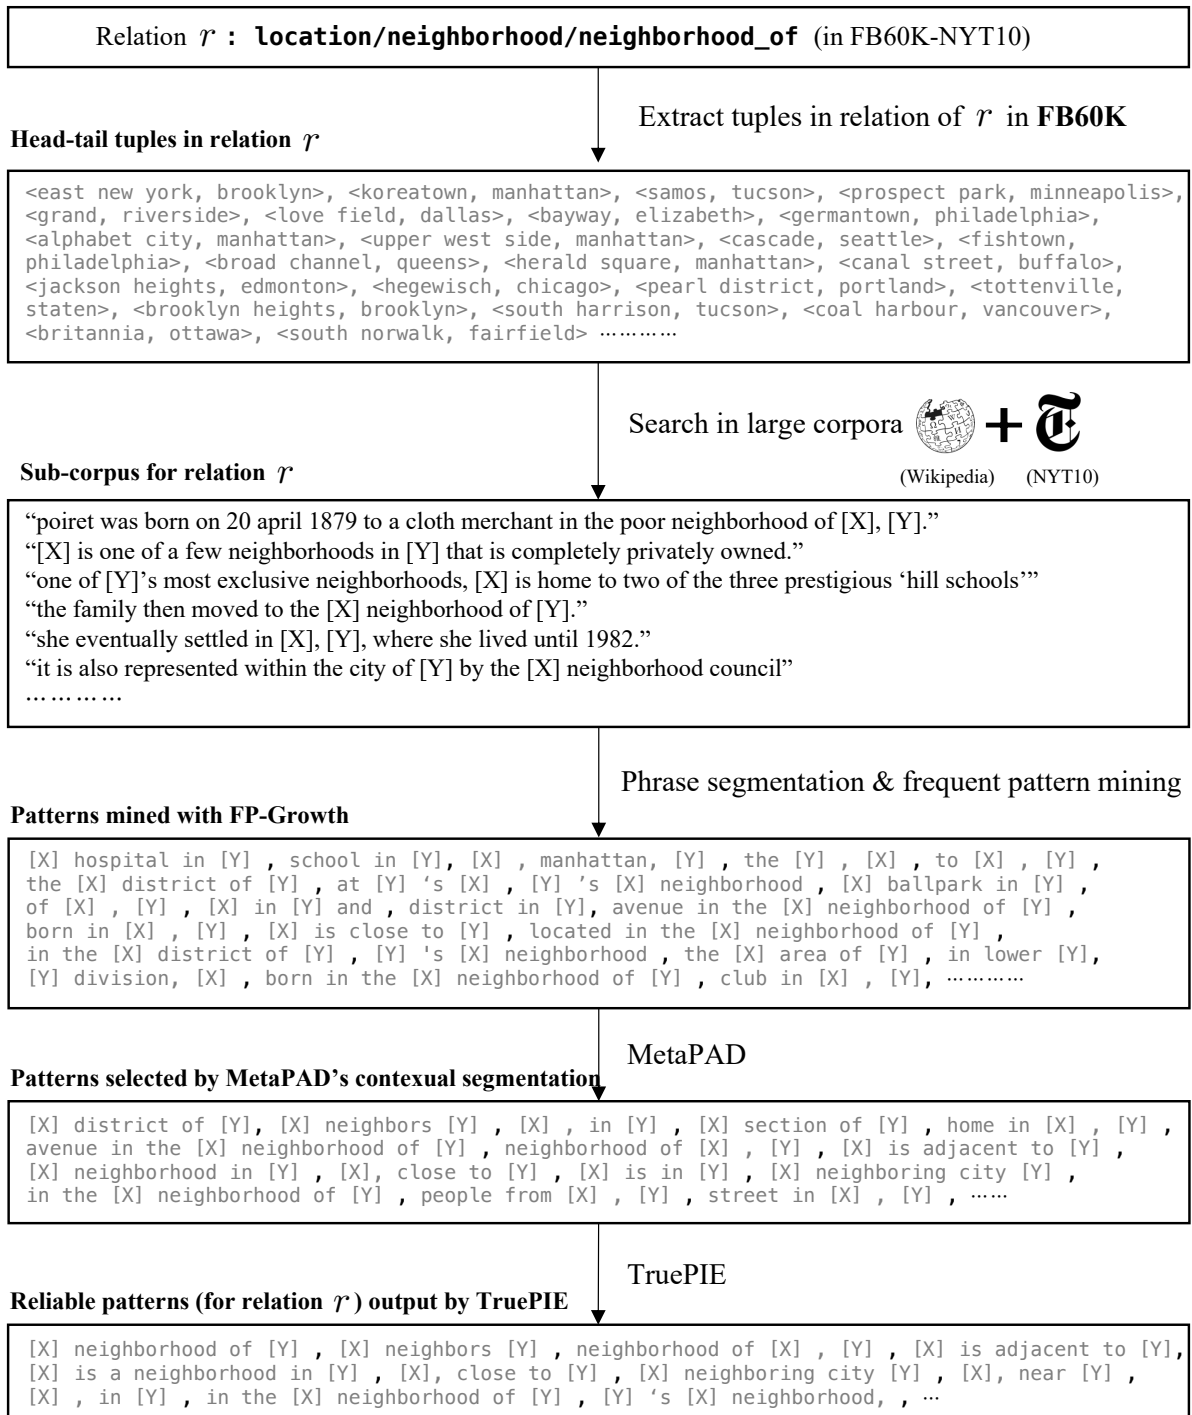 Relation r : location/neighborhood/neighborhood_of (in FB60K-NYT10)
Extract tuples in relation of r in FB60K
Head-tail tuples in relation r
<east new york, brooklyn>, <koreatown, manhattan>, <samos, tucson>, <prospect park, minneapolis>,
<grand, riverside>, <love field, dallas>, <bayway, elizabeth>, <germantown, philadelphia>,
<alphabet city, manhattan>, <upper west side, manhattan>, <cascade, seattle>, <fishtown,
philadelphia>, <broad channel, queens>, <herald square, manhattan>, <canal street, buffalo>,
<jackson heights, edmonton>, <hegewisch, chicago>, <pearl district, portland>, <tottenville,
staten>, <brooklyn heights, brooklyn>, <south harrison, tucson>, <coal harbour, vancouver>,
<britannia, ottawa>, <south norwalk, fairfield> …………
Search in large corpora
(Wikipedia) + (NYT10)
Sub-corpus for relation r
“poiret was born on 20 april 1879 to a cloth merchant in the poor neighborhood of [X], [Y].”
“[X] is one of a few neighborhoods in [Y] that is completely privately owned.”
“one of [Y]’s most exclusive neighborhoods, [X] is home to two of the three prestigious ‘hill schools’”
“the family then moved to the [X] neighborhood of [Y].”
“she eventually settled in [X], [Y], where she lived until 1982.”
“it is also represented within the city of [Y] by the [X] neighborhood council”
…………
Phrase segmentation & frequent pattern mining
Patterns mined with FP-Growth
[X] hospital in [Y] , school in [Y], [X] , manhattan, [Y] , the [Y] , [X] , to [X] , [Y] ,
the [X] district of [Y] , at [Y] ‘s [X] , [Y] ’s [X] neighborhood , [X] ballpark in [Y] ,
of [X] , [Y] , [X] in [Y] and , district in [Y], avenue in the [X] neighborhood of [Y] ,
born in [X] , [Y] , [X] is close to [Y] , located in the [X] neighborhood of [Y] ,
in the [X] district of [Y] , [Y] 's [X] neighborhood , the [X] area of [Y] , in lower [Y],
[Y] division, [X] , born in the [X] neighborhood of [Y] , club in [X] , [Y], …………
MetaPAD
Patterns selected by MetaPAD’s contexual segmentation
[X] district of [Y], [X] neighbors [Y] , [X] , in [Y] , [X] section of [Y] , home in [X] , [Y] ,
avenue in the [X] neighborhood of [Y] , neighborhood of [X] , [Y] , [X] is adjacent to [Y] ,
[X] neighborhood in [Y] , [X], close to [Y] , [X] is in [Y] , [X] neighboring city [Y] ,
in the [X] neighborhood of [Y] , people from [X] , [Y] , street in [X] , [Y] , ……
TruePIE
Reliable patterns (for relation r) output by TruePIE
[X] neighborhood of [Y] , [X] neighbors [Y] , neighborhood of [X] , [Y] , [X] is adjacent to [Y],
[X] is a neighborhood in [Y] , [X], close to [Y] , [X] neighboring city [Y] , [X], near [Y] ,
[X] , in [Y] , in the [X] neighborhood of [Y] , [Y] ‘s [X] neighborhood, , …